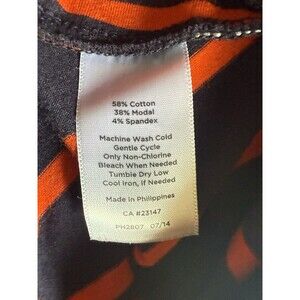 58% Cotton
38% Modal
4% Spandex
Machine Wash Cold
Gentle Cycle
Only Non-Chlorine
Bleach When Needed
Tumble Dry Low
Cool Iron, If Needed
Made in Philippines
CA #23147
PH2807 07/14